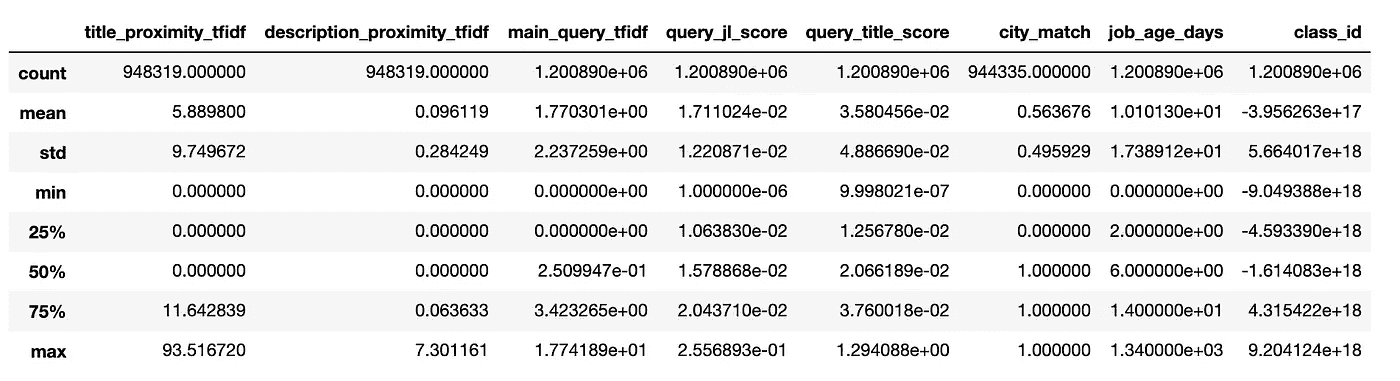 title_proximity_tfidf description_proximity_tfidf main_query_tfidf query_jl_score query_title_score city_match job_age_days class_id
count 948319.000000 948319.000000 1.200890e+06 1.200890e+06 1.200890e+06 944335.000000 1.200890e+06 1.200890e+06
mean 5.889800 0.096119 1.770301e+00 1.711024e-02 3.580456e-02 0.563676 1.010130e+01 -3.956263e+17
std 9.749672 0.284249 2.237259e+00 1.220871e-02 4.886690e-02 0.495929 1.738912e+01 5.664017e+18
min 0.000000 0.000000 0.000000e+00 1.000000e-06 9.998021e-07 0.000000 0.000000e+00 -9.049388e+18
25% 0.000000 0.000000 0.000000e+00 1.063830e-02 1.256780e-02 0.000000 2.000000e+00 -4.593390e+18
50% 0.000000 0.000000 2.509947e-01 1.578868e-02 2.066189e-02 1.000000 6.000000e+00 -1.614083e+18
75% 11.642839 0.063633 3.423265e+00 2.043710e-02 3.760018e-02 1.000000 1.400000e+01 4.315422e+18
max 93.516720 7.301161 1.774189e+01 2.556893e-01 1.294088e+00 1.000000 1.340000e+03 9.204124e+18